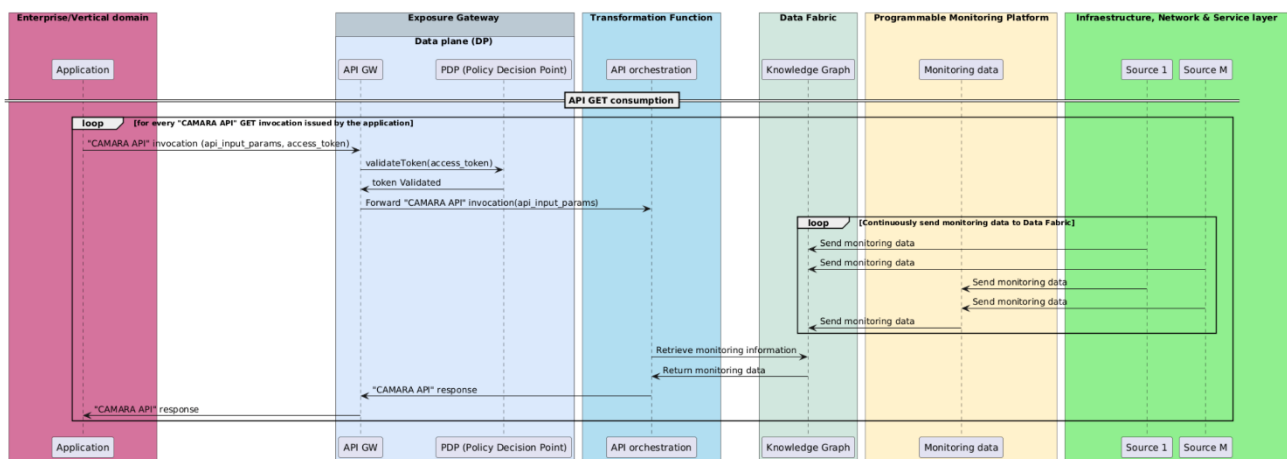 Enterprise/Vertical domain
Exposure Gateway
Transformation Function
Data Fabric
Programmable Monitoring Platform
Infraestructure, Network & Service layer
Data plane (DP)
Application
API GW
PDP (Policy Decision Point)
API orchestration
Knowledge Graph
Monitoring data
Source 1
Source M
API GET consumption
loop
[for every "CAMARA API" GET invocation issued by the application]
"CAMARA API" invocation (api_input_params, access_token)
validateToken(access_token)
token Validated
Forward "CAMARA API" invocation(api_input_params)
loop
[Continuously send monitoring data to Data Fabric]
Send monitoring data
Send monitoring data
Send monitoring data
Send monitoring data
Send monitoring data
Retrieve monitoring information
Return monitoring data
"CAMARA API" response
"CAMARA API" response
Application
API GW
PDP (Policy Decision Point)
API orchestration
Knowledge Graph
Monitoring data
Source 1
Source M